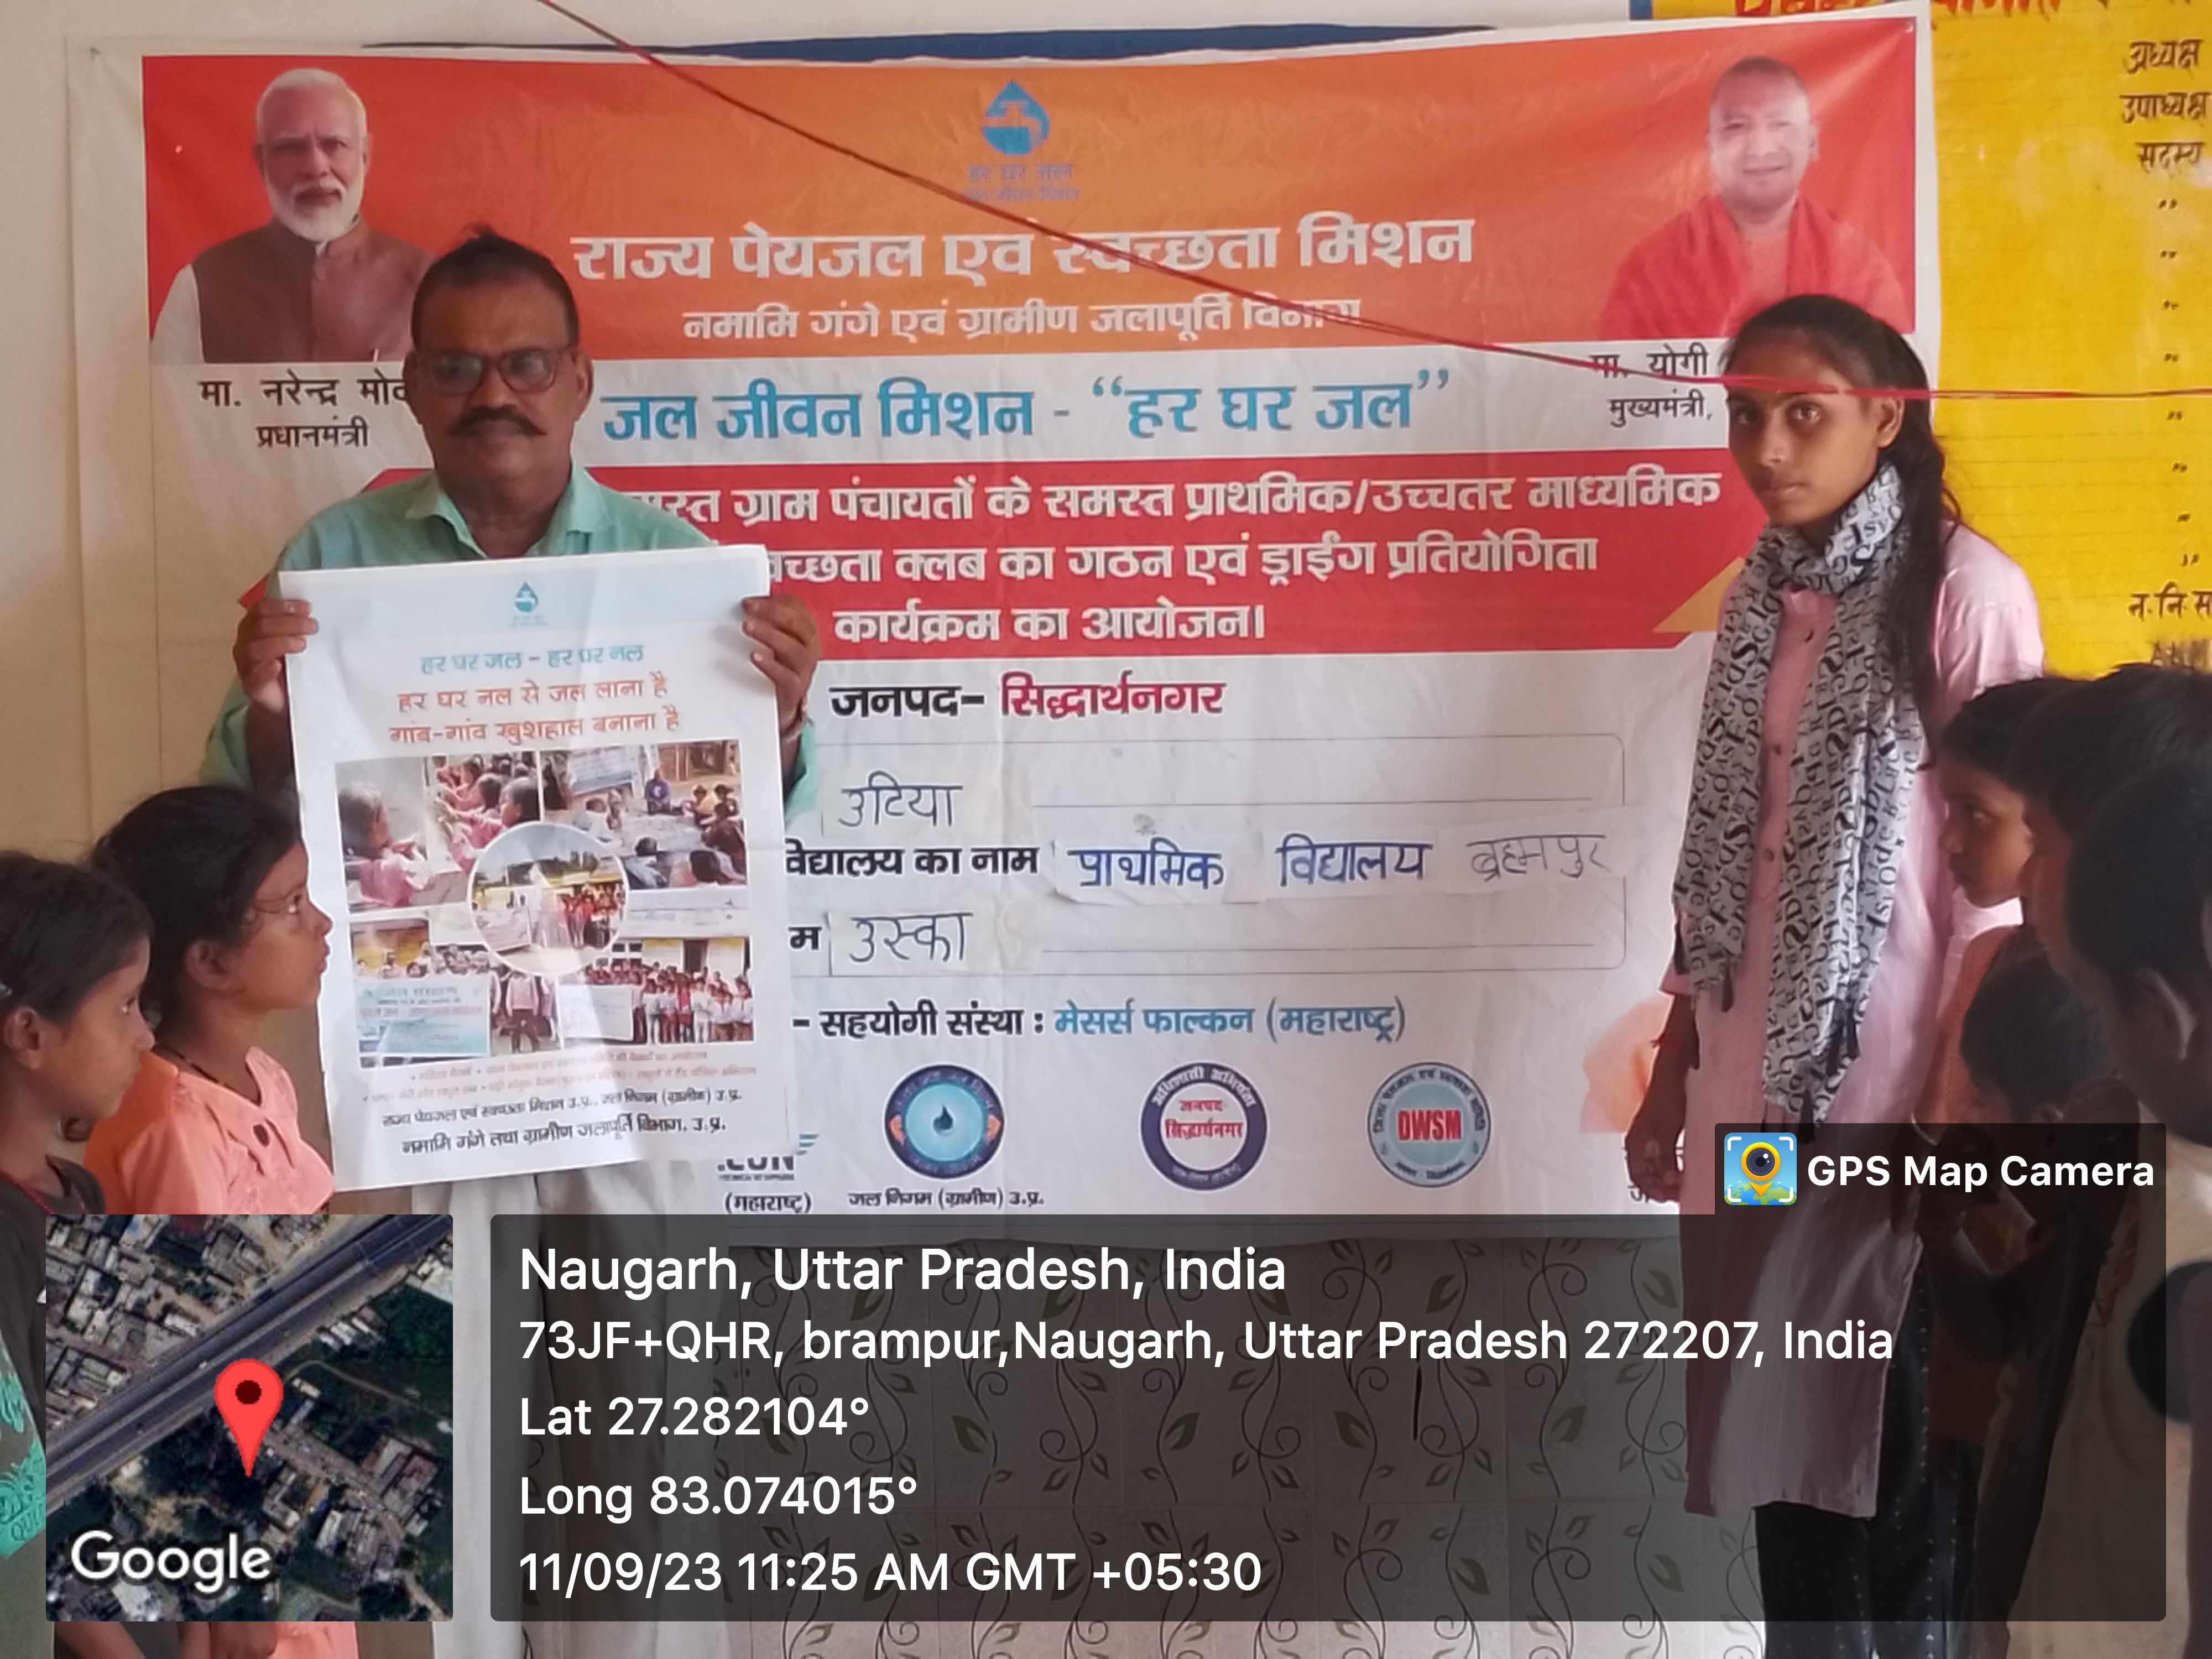 हर घर जल
राज्य पेयजल एवं स्वच्छता मिशन
नमामि गंगे एवं ग्रामीण जलापूर्ति विभाग
मा. नरेन्द्र
प्रधानमंत्री
मा. योगी
मुख्यमंत्री,
जल जीवन मिशन - “हर घर जल”
ग्राम पंचायतों के समस्त प्राथमिक/उच्चतर माध्यमिक
क्लब का गठन एवं ड्राईंग प्रतियोगिता
कार्यक्रम का आयोजन।
जनपद- सिद्धार्थनगर
उटिया
विद्यालय का नाम प्राथमिक विद्यालय ब्रह्मपुर
म उस्का
- सहयोगी संस्था : मेसर्स फाल्कन (महाराष्ट्र)
जनपद
सिद्धार्थनगर
DWSM
(महाराष्ट्र)
जल निगम (ग्रामीण) उ.प्र.
हर घर जल - हर घर नल
हर घर नल से जल लाना है
गांव-गांव खुशहाल बनाना है
राज्य पेयजल एवं स्वच्छता मिशन उ.प्र., जल निगम (ग्रामीण) उ.प्र.
नमामि गंगे तथा ग्रामीण जलापूर्ति विभाग, उ.प्र.
अध्यक्ष
उपाध्यक्ष
सदस्य
"
"
"
"
"
"
"
"
न.नि.स
GPS Map Camera
Naugarh, Uttar Pradesh, India
73JF+QHR, brampur,Naugarh, Uttar Pradesh 272207, India
Lat 27.282104°
Long 83.074015°
11/09/23 11:25 AM GMT +05:30
Google